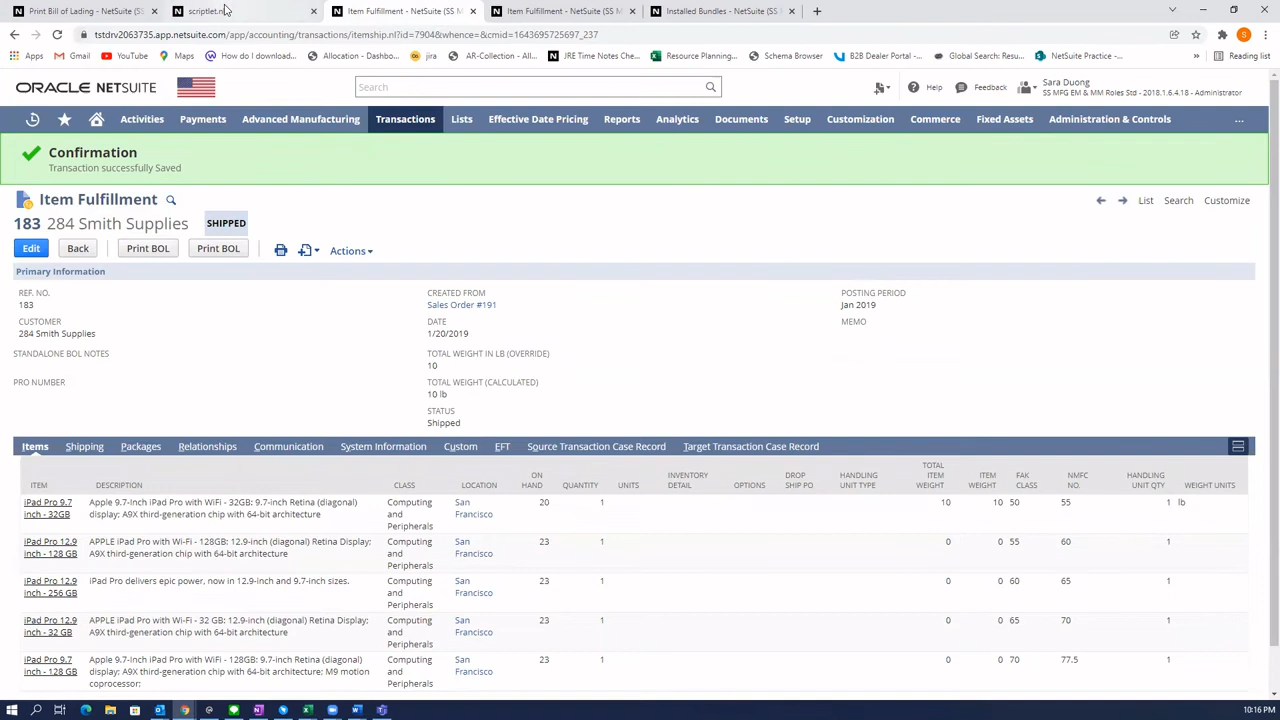 Print Bill of Lading - NetSuite (SS
scriptlet.n
Item Fulfillment - NetSuite (SS M
Item Fulfillment - NetSuite (SS M
Installed Bundles - NetSuite (SS
tstdrv2063735.app.netsuite.com/app/accounting/transactions/itemship.nl?id=7904&whence=&cmid=1643695725697_237
Apps
Gmail
YouTube
Maps
How do I download...
Allocation - Dashbo...
jira
AR-Collection - All...
JRE Time Notes Che...
Resource Planning...
Schema Browser
B2B Dealer Portal -...
Global Search: Resu...
NetSuite Practice -...
Reading list
ORACLE NETSUITE
Search
Help
Feedback
Sara Duong
SS MFG EM & MM Roles Std - 2018.1.6.4.18 - Administrator
Activities
Payments
Advanced Manufacturing
Transactions
Lists
Effective Date Pricing
Reports
Analytics
Documents
Setup
Customization
Commerce
Fixed Assets
Administration & Controls
...
Confirmation
Transaction successfully Saved
Item Fulfillment
List
Search
Customize
183 284 Smith Supplies
SHIPPED
Edit
Back
Print BOL
Print BOL
Actions
Primary Information
REF. NO.
183
CUSTOMER
284 Smith Supplies
STANDALONE BOL NOTES
PRO NUMBER
CREATED FROM
Sales Order #191
DATE
1/20/2019
TOTAL WEIGHT IN LB (OVERRIDE)
10
TOTAL WEIGHT (CALCULATED)
10 lb
STATUS
Shipped
POSTING PERIOD
Jan 2019
MEMO
Items
Shipping
Packages
Relationships
Communication
System Information
Custom
EFT
Source Transaction Case Record
Target Transaction Case Record
ITEM
DESCRIPTION
CLASS
LOCATION
ON HAND
QUANTITY
UNITS
INVENTORY DETAIL
OPTIONS
DROP SHIP PO
HANDLING UNIT TYPE
TOTAL ITEM WEIGHT
ITEM WEIGHT
FAK CLASS
NMFC NO.
HANDLING UNIT QTY
WEIGHT UNITS
iPad Pro 9.7 inch - 32GB
Apple 9.7-Inch iPad Pro with WiFi - 32GB: 9.7-inch Retina (diagonal) display; A9X third-generation chip with 64-bit architecture
Computing and Peripherals
San Francisco
20
1
10
10
50
55
1
lb
iPad Pro 12.9 inch - 128 GB
APPLE iPad Pro with Wi-Fi - 128GB: 12.9-inch (diagonal) Retina Display; A9X third-generation chip with 64-bit architecture
Computing and Peripherals
San Francisco
23
1
0
0
55
60
1
iPad Pro 12.9 inch - 256 GB
iPad Pro delivers epic power, now in 12.9-inch and 9.7-inch sizes.
Computing and Peripherals
San Francisco
23
1
0
0
60
65
1
iPad Pro 12.9 inch - 32 GB
APPLE iPad Pro with Wi-Fi - 32 GB: 12.9-inch (diagonal) Retina Display; A9X third-generation chip with 64-bit architecture
Computing and Peripherals
San Francisco
23
1
0
0
65
70
1
iPad Pro 9.7 inch - 128 GB
Apple 9.7-Inch iPad Pro with WiFi - 128GB: 9.7-inch Retina (diagonal) display; A9X third-generation chip with 64-bit architecture; M9 motion coprocessor:
Computing and Peripherals
San Francisco
23
1
0
0
70
77.5
1
10:16 PM